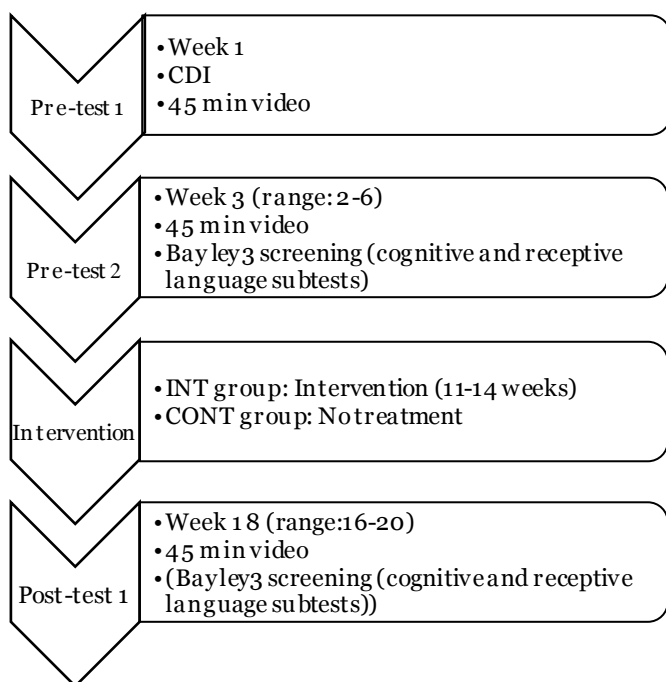 Pre-test 1
•Week 1
•CDI
•45 min video
Pre-test 2
•Week 3 (range: 2-6)
•45 min video
•Bayley3 screening (cognitive and receptive
language subtests)
Intervention
•INT group: Intervention (11-14 weeks)
•CONT group: No treatment
Post-test 1
•Week 18 (range:16-20)
•45 min video
•(Bayley3 screening (cognitive and receptive
language subtests))